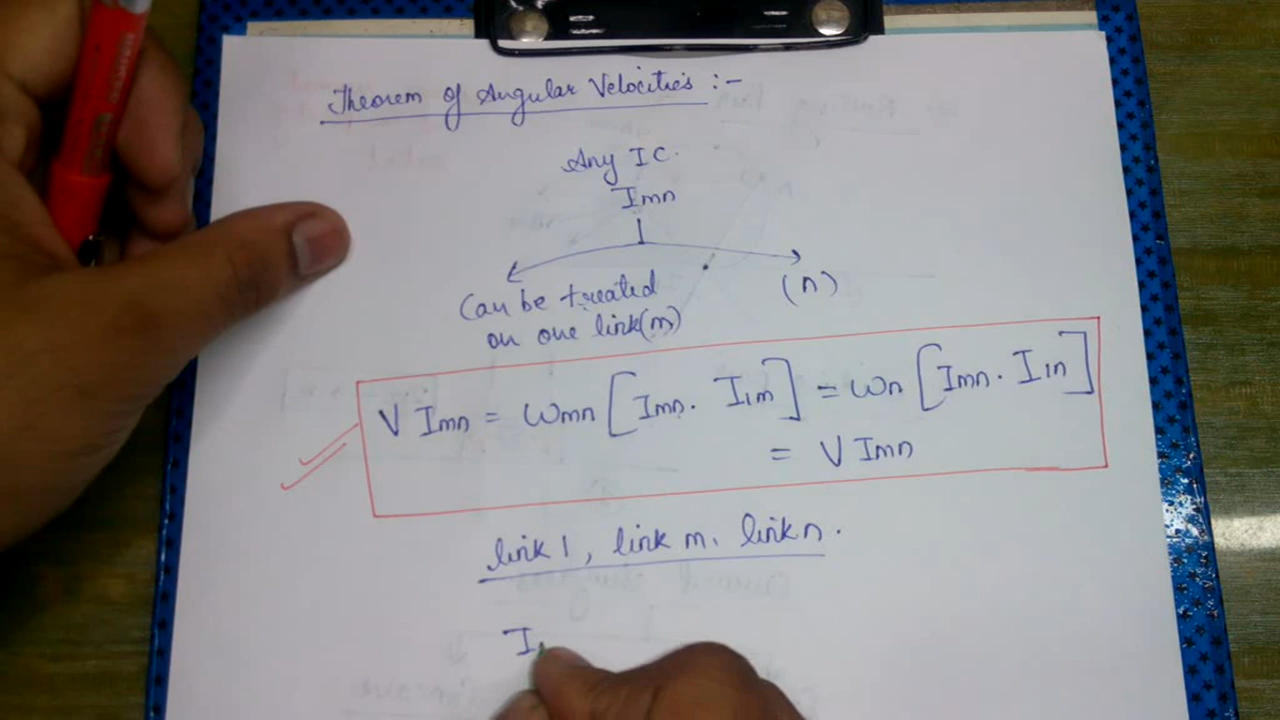 Theorem of Angular Velocities :-
Any IC.
Imn
Can be treated
on one link(m)
(n)
V Imn = ωmn [Imn. I1m] = ωn [Imn. I1n]
= V Imn
link 1, link m, link n.
I